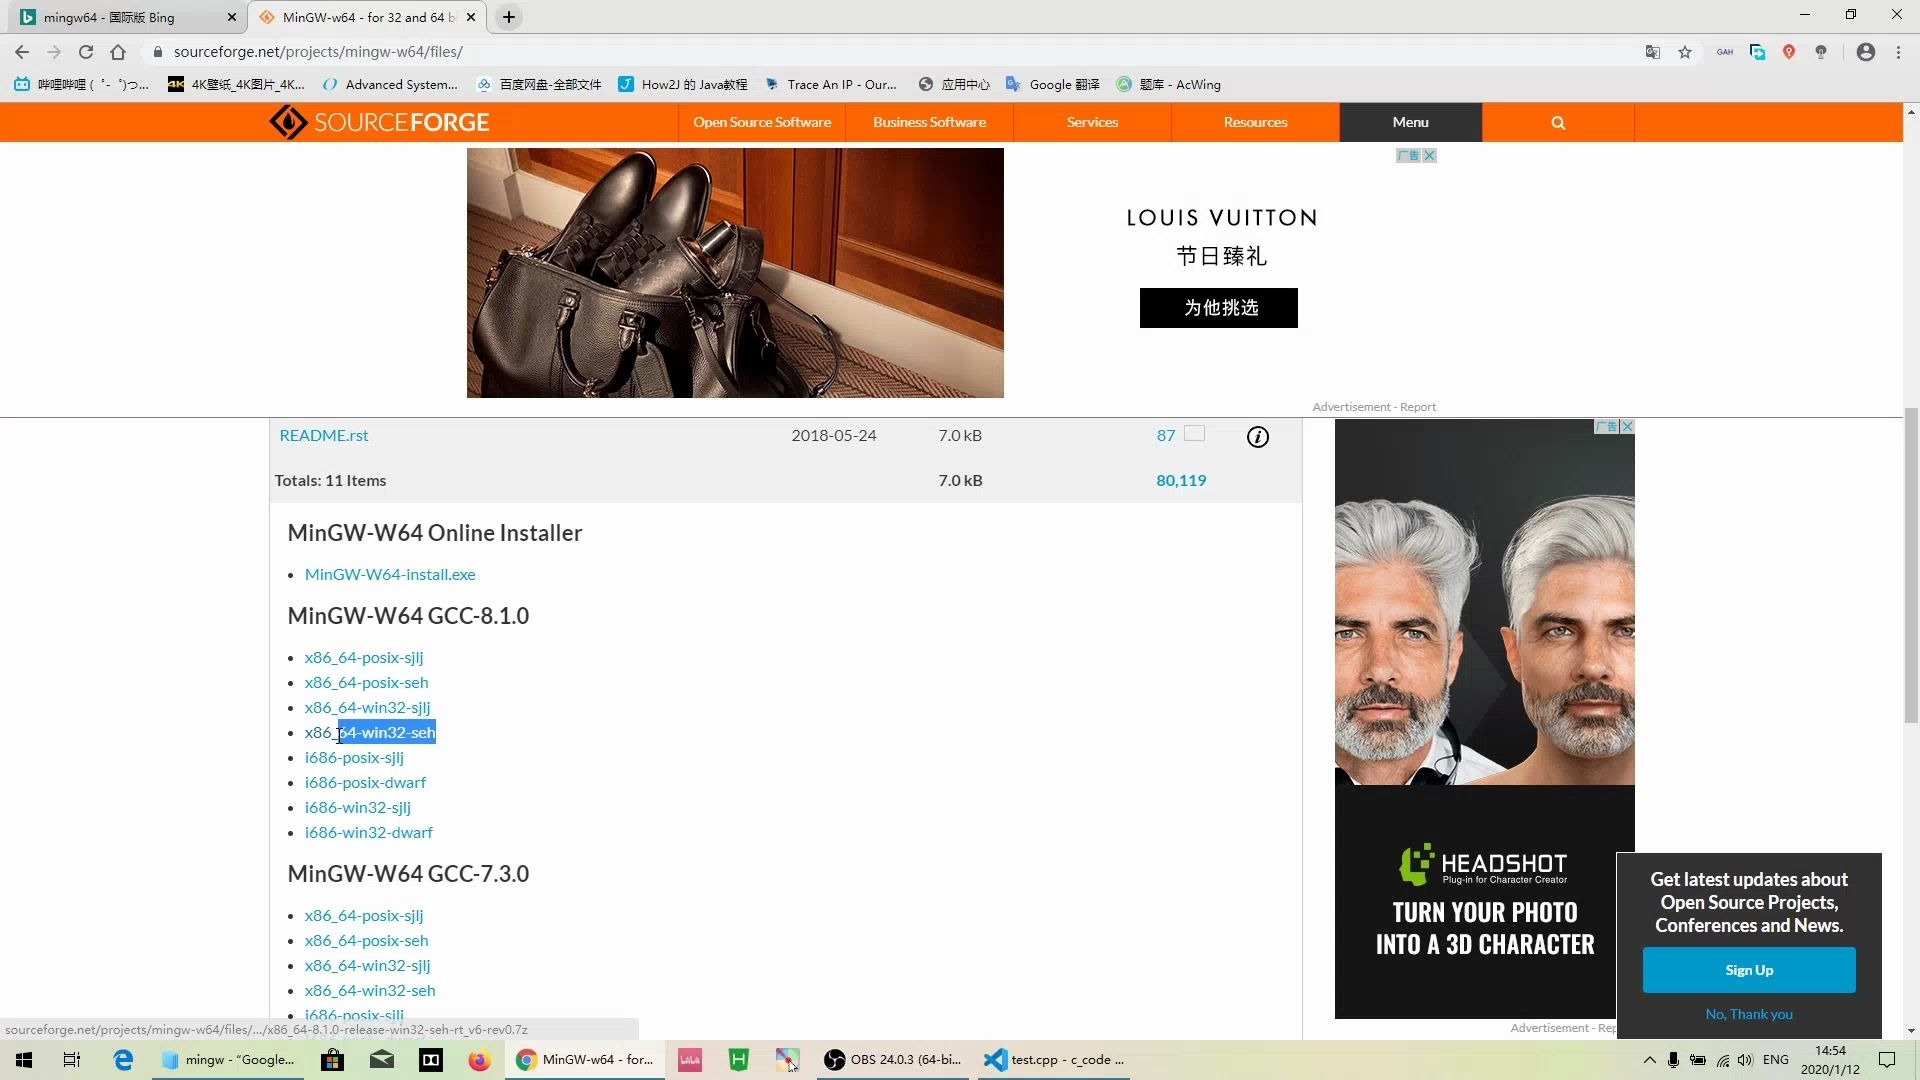 mingw64 - 国际版 Bing
MinGW-w64 - for 32 and 64 b
sourceforge.net/projects/mingw-w64/files/
GAH
哔哩哔哩 ( ゜- ゜)つ...
4K
4K壁纸_4K图片_4K...
Advanced System...
百度网盘-全部文件
How2J 的 Java教程
Trace An IP - Our...
应用中心
Google 翻译
题库 - AcWing
SOURCEFORGE
Open Source Software
Business Software
Services
Resources
Menu
广告
LOUIS VUITTON
节日臻礼
为他挑选
Advertisement - Report
README.rst 2018-05-24 7.0 kB 87
Totals: 11 Items 7.0 kB 80,119
广告
MinGW-W64 Online Installer
MinGW-W64-install.exe
MinGW-W64 GCC-8.1.0
x86_64-posix-sjlj
x86_64-posix-seh
x86_64-win32-sjlj
x86_64-win32-seh
i686-posix-sjlj
i686-posix-dwarf
i686-win32-sjlj
i686-win32-dwarf
MinGW-W64 GCC-7.3.0
x86_64-posix-sjlj
x86_64-posix-seh
x86_64-win32-sjlj
x86_64-win32-seh
i686-posix-sjlj
HEADSHOT
Plug-in for Character Creator
TURN YOUR PHOTO
INTO A 3D CHARACTER
Advertisement - Rep
Get latest updates about
Open Source Projects,
Conferences and News.
Sign Up
No, Thank you
sourceforge.net/projects/mingw-w64/files/.../x86_64-8.1.0-release-win32-seh-rt_v6-rev0.7z
mingw - "Google...
MinGW-w64 - for...
bilibili
H
OBS 24.0.3 (64-bi...
test.cpp - c_code ...
ENG
14:54
2020/1/12